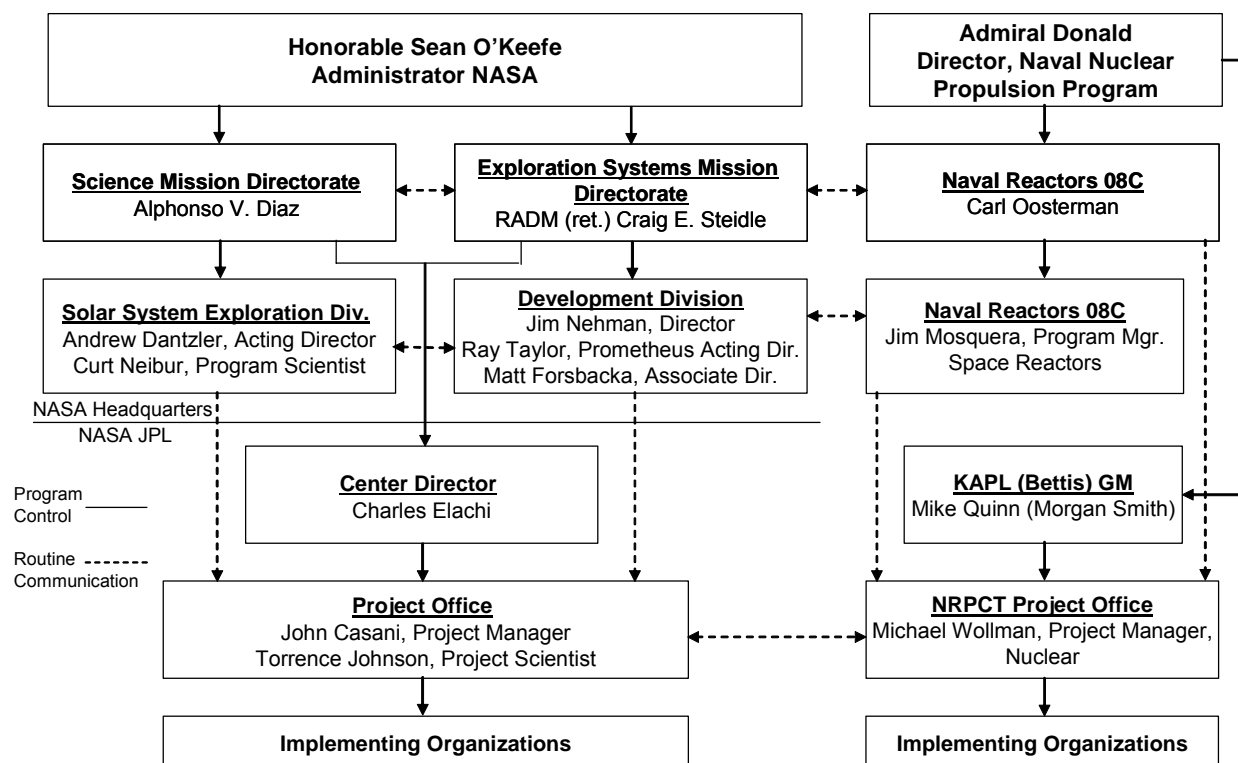 Honorable Sean O’Keefe
Administrator NASA
Admiral Donald
Director, Naval Nuclear
Propulsion Program
Science Mission Directorate
Alphonso V. Diaz
Exploration Systems Mission
Directorate
RADM (ret.) Craig E. Steidle
Naval Reactors 08C
Carl Oosterman
Solar System Exploration Div.
Andrew Dantzler, Acting Director
Curt Neibur, Program Scientist
Development Division
Jim Nehman, Director
Ray Taylor, Prometheus Acting Dir.
Matt Forsbacka, Associate Dir.
Naval Reactors 08C
Jim Mosquera, Program Mgr.
Space Reactors
NASA Headquarters
NASA JPL
Center Director
Charles Elachi
KAPL (Bettis) GM
Mike Quinn (Morgan Smith)
Program
Control
Routine
Communication
Project Office
John Casani, Project Manager
Torrence Johnson, Project Scientist
NRPCT Project Office
Michael Wollman, Project Manager,
Nuclear
Implementing Organizations
Implementing Organizations